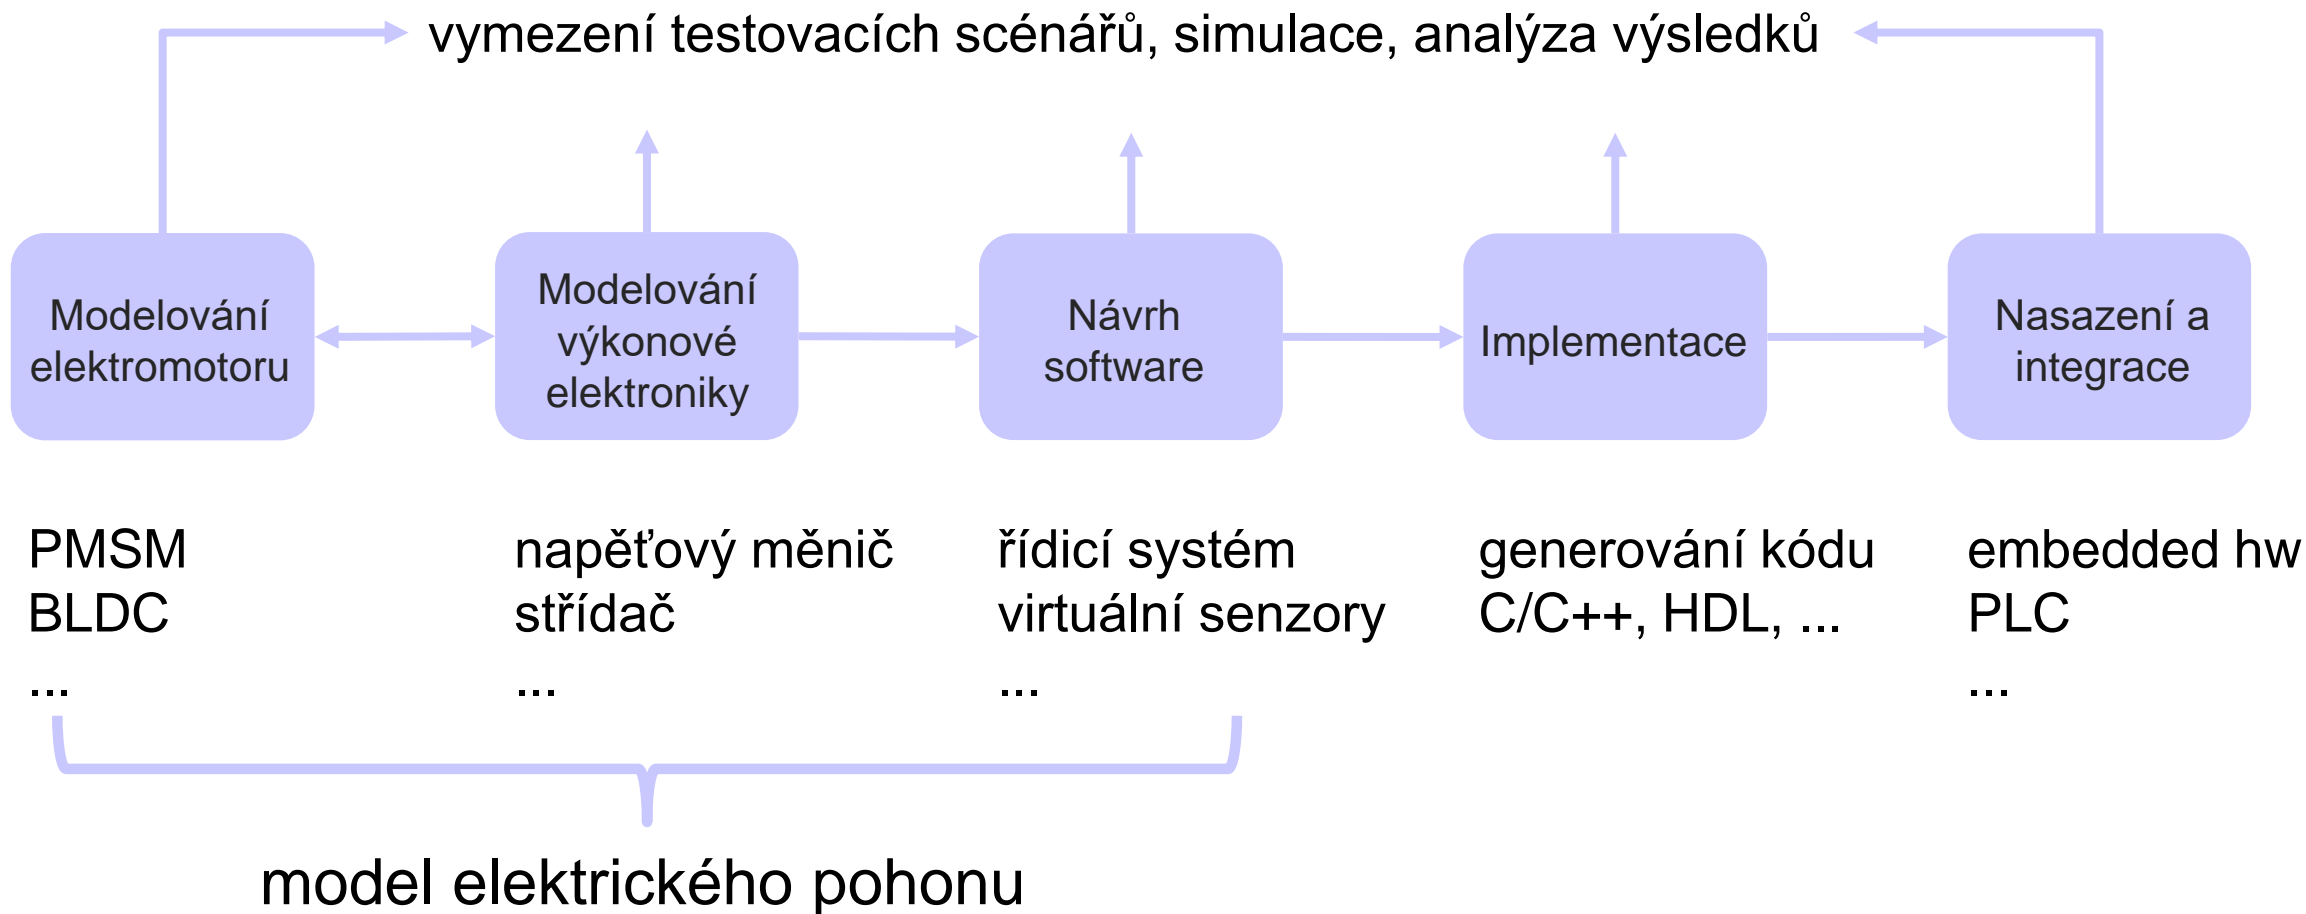 vymezení testovacích scénářů, simulace, analýza výsledků
Modelování
elektromotoru
Modelování
výkonové
elektroniky
Návrh
software
Implementace
Nasazení a
integrace
PMSM
BLDC
...
napěťový měnič
střídač
...
řídicí systém
virtuální senzory
...
generování kódu
C/C++, HDL, ...
embedded hw
PLC
...
model elektrického pohonu